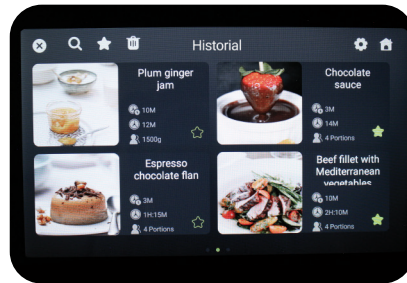 Historial
Plum ginger
jam
10M
12M
1500g
Chocolate
sauce
3M
14M
4 Portions
Espresso
chocolate flan
3M
1H:15M
4 Portions
Beef fillet with
Mediterranean
vegetables
10M
2H:10M
4 Portions